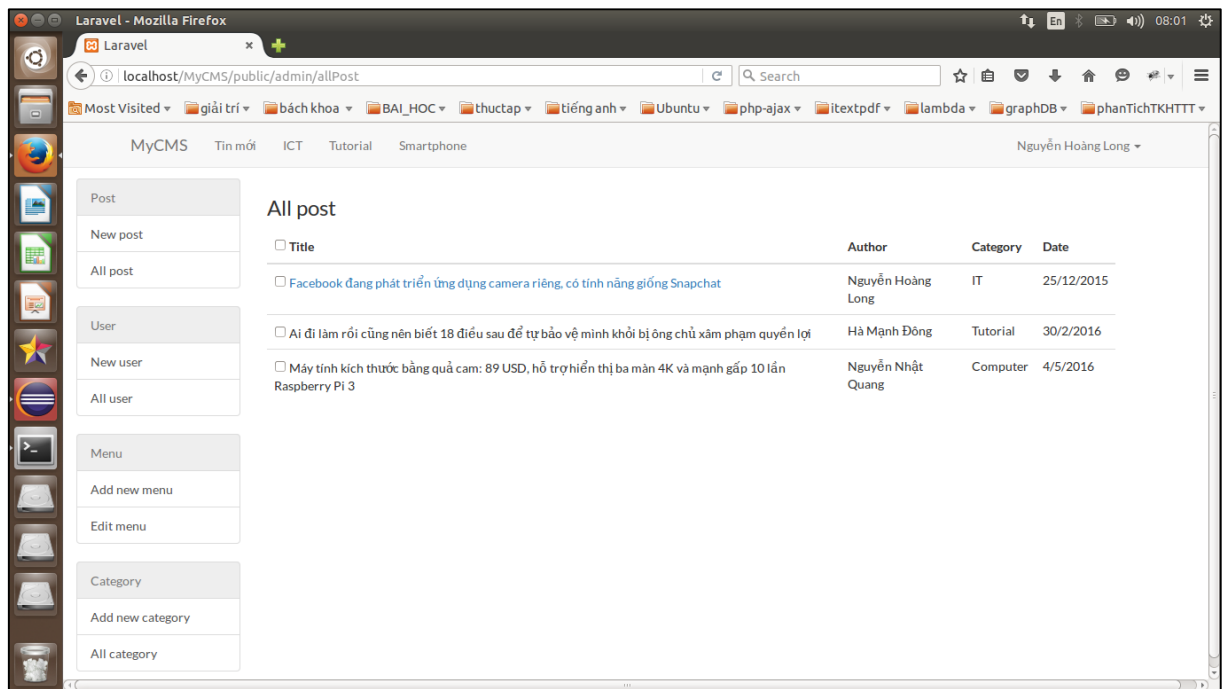 Laravel - Mozilla Firefox En 08:01
Laravel
localhost/MyCMS/public/admin/allPost Search
Most Visited giải trí bách khoa BAI_HOC thuctap tiếng anh Ubuntu php-ajax itextpdf lambda graphDB phanTichTKHTTT
MyCMS Tin mới ICT Tutorial Smartphone Nguyễn Hoàng Long
Post
New post
All post
User
New user
All user
Menu
Add new menu
Edit menu
Category
Add new category
All category
All post
Title Author Category Date
Facebook đang phát triển ứng dụng camera riêng, có tính năng giống Snapchat Nguyễn Hoàng IT 25/12/2015
Long
Ai đi làm rồi cũng nên biết 18 điều sau để tự bảo vệ mình khỏi bị ông chủ xâm phạm quyền lợi Hà Mạnh Đông Tutorial 30/2/2016
Máy tính kích thước bằng quả cam: 89 USD, hỗ trợ hiển thị ba màn 4K và mạnh gấp 10 lần Nguyễn Nhật Computer 4/5/2016
Raspberry Pi 3 Quang